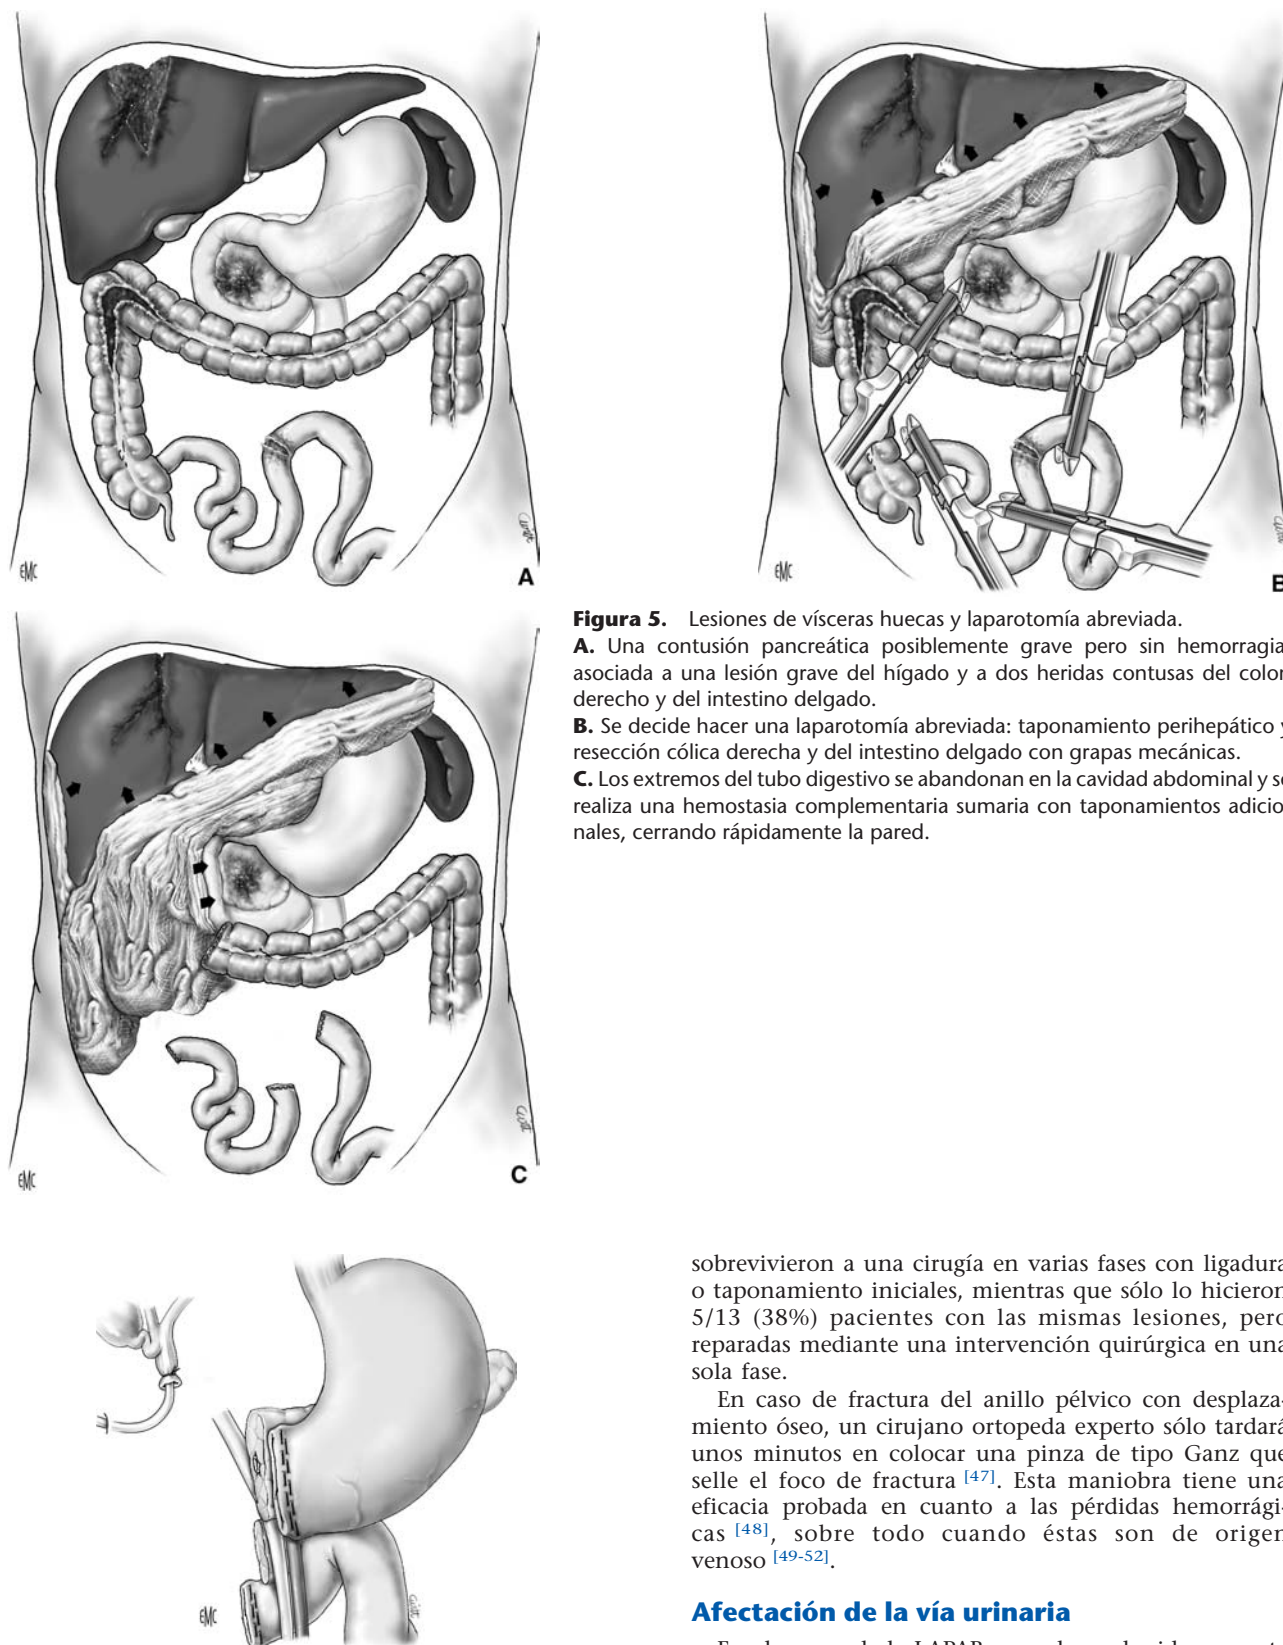 EMC
A
EMC
B
Figura 5. Lesiones de vísceras huecas y laparotomía abreviada.
A. Una contusión pancreática posiblemente grave pero sin hemorragia
asociada a una lesión grave del hígado y a dos heridas contusas del colon
derecho y del intestino delgado.
B. Se decide hacer una laparotomía abreviada: taponamiento perihepático y
resección cólica derecha y del intestino delgado con grapas mecánicas.
C. Los extremos del tubo digestivo se abandonan en la cavidad abdominal y se
realiza una hemostasia complementaria sumaria con taponamientos adicio-
nales, cerrando rápidamente la pared.
EMC
C
EMC
sobrevivieron a una cirugía en varias fases con ligadura
o taponamiento iniciales, mientras que sólo lo hicieron
5/13 (38%) pacientes con las mismas lesiones, pero
reparadas mediante una intervención quirúrgica en una
sola fase.
En caso de fractura del anillo pélvico con desplaza-
miento óseo, un cirujano ortopeda experto sólo tardará
unos minutos en colocar una pinza de tipo Ganz que
selle el foco de fractura [47]. Esta maniobra tiene una
eficacia probada en cuanto a las pérdidas hemorrági-
cas [48], sobre todo cuando éstas son de origen
venoso [49-52].
Afectación de la vía urinaria